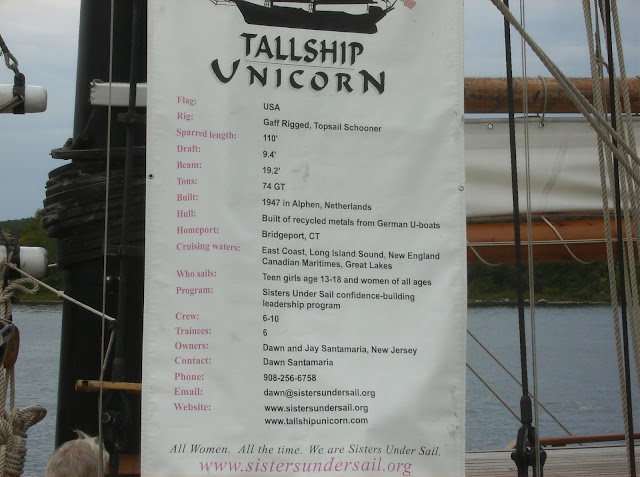 TALLSHIP
UNICORN
Flag: USA
Rig: Gaff Rigged, Topsail Schooner
Sparred length: 110'
Draft: 9.4'
Beam: 19.2'
Tons: 74 GT
Built: 1947 in Alphen, Netherlands
Hull: Built of recycled metals from German U-boats
Homeport: Bridgeport, CT
Cruising waters: East Coast, Long Island Sound, New England
Canadian Maritimes, Great Lakes
Who sails: Teen girls age 13-18 and women of all ages
Program: Sisters Under Sail confidence-building
leadership program
Crew: 6-10
Trainees: 6
Owners: Dawn and Jay Santamaria, New Jersey
Contact: Dawn Santamaria
Phone: 908-256-6758
Email: dawn@sistersundersail.org
Website: www.sistersundersail.org
www.tallshipunicorn.com
All Women. All the time. We are Sisters Under Sail.
www.sistersundersail.org